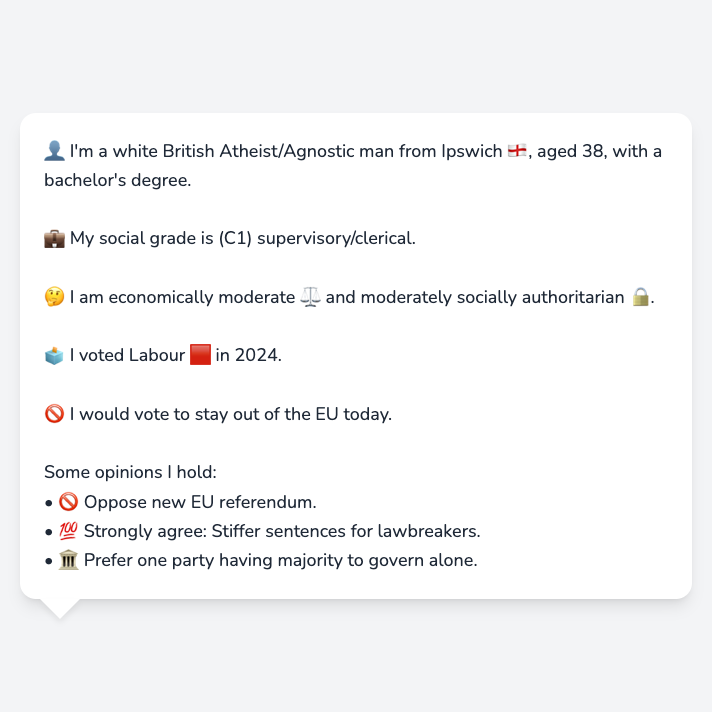 👤 I'm a white British Atheist/Agnostic man from Ipswich 🏴󠁧󠁢󠁥󠁮󠁧󠁿, aged 38, with a
bachelor's degree.
💼 My social grade is (C1) supervisory/clerical.
🤔 I am economically moderate ⚖️ and moderately socially authoritarian 🔒.
🗳️ I voted Labour 🟥 in 2024.
🚫 I would vote to stay out of the EU today.
Some opinions I hold:
• 🚫 Oppose new EU referendum.
• 💯 Strongly agree: Stiffer sentences for lawbreakers.
• 🏛️ Prefer one party having majority to govern alone.